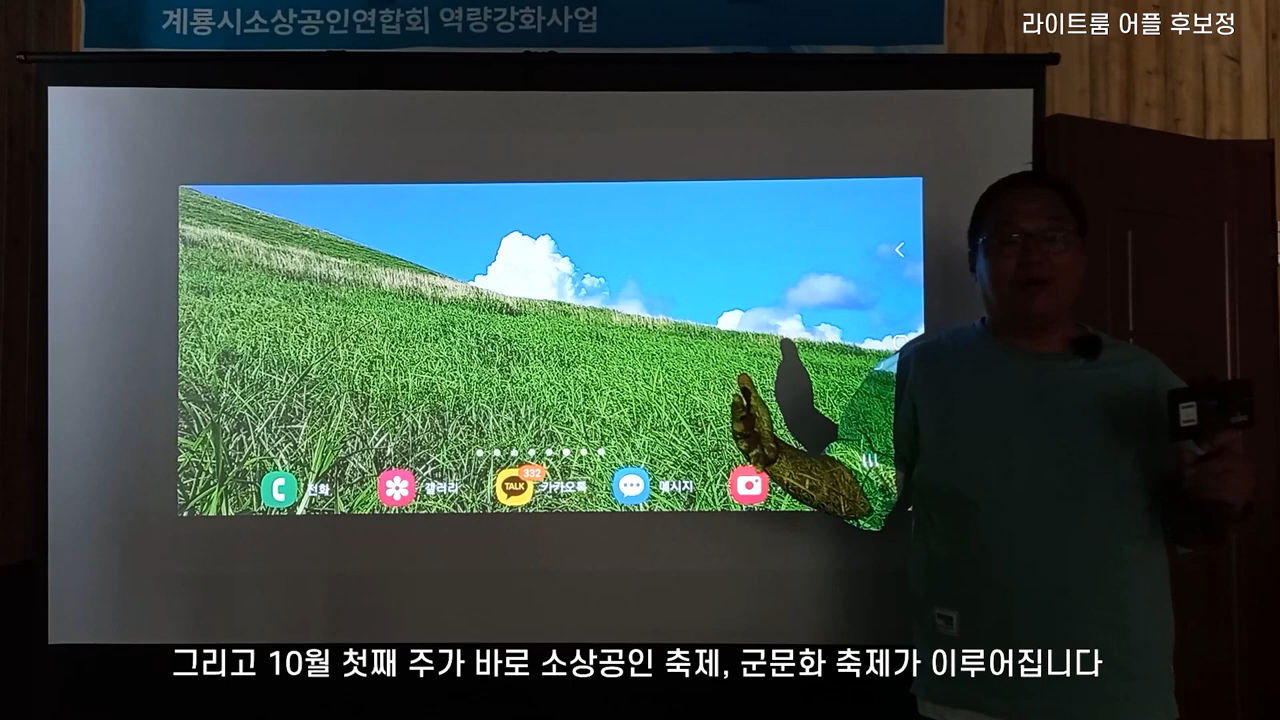 계룡시소상공인연합회 역량강화사업
라이트룸 어플 후보정
332
TALK
전화
갤러리
카카오톡
메시지
그리고 10월 첫째 주가 바로 소상공인 축제, 군문화 축제가 이루어집니다